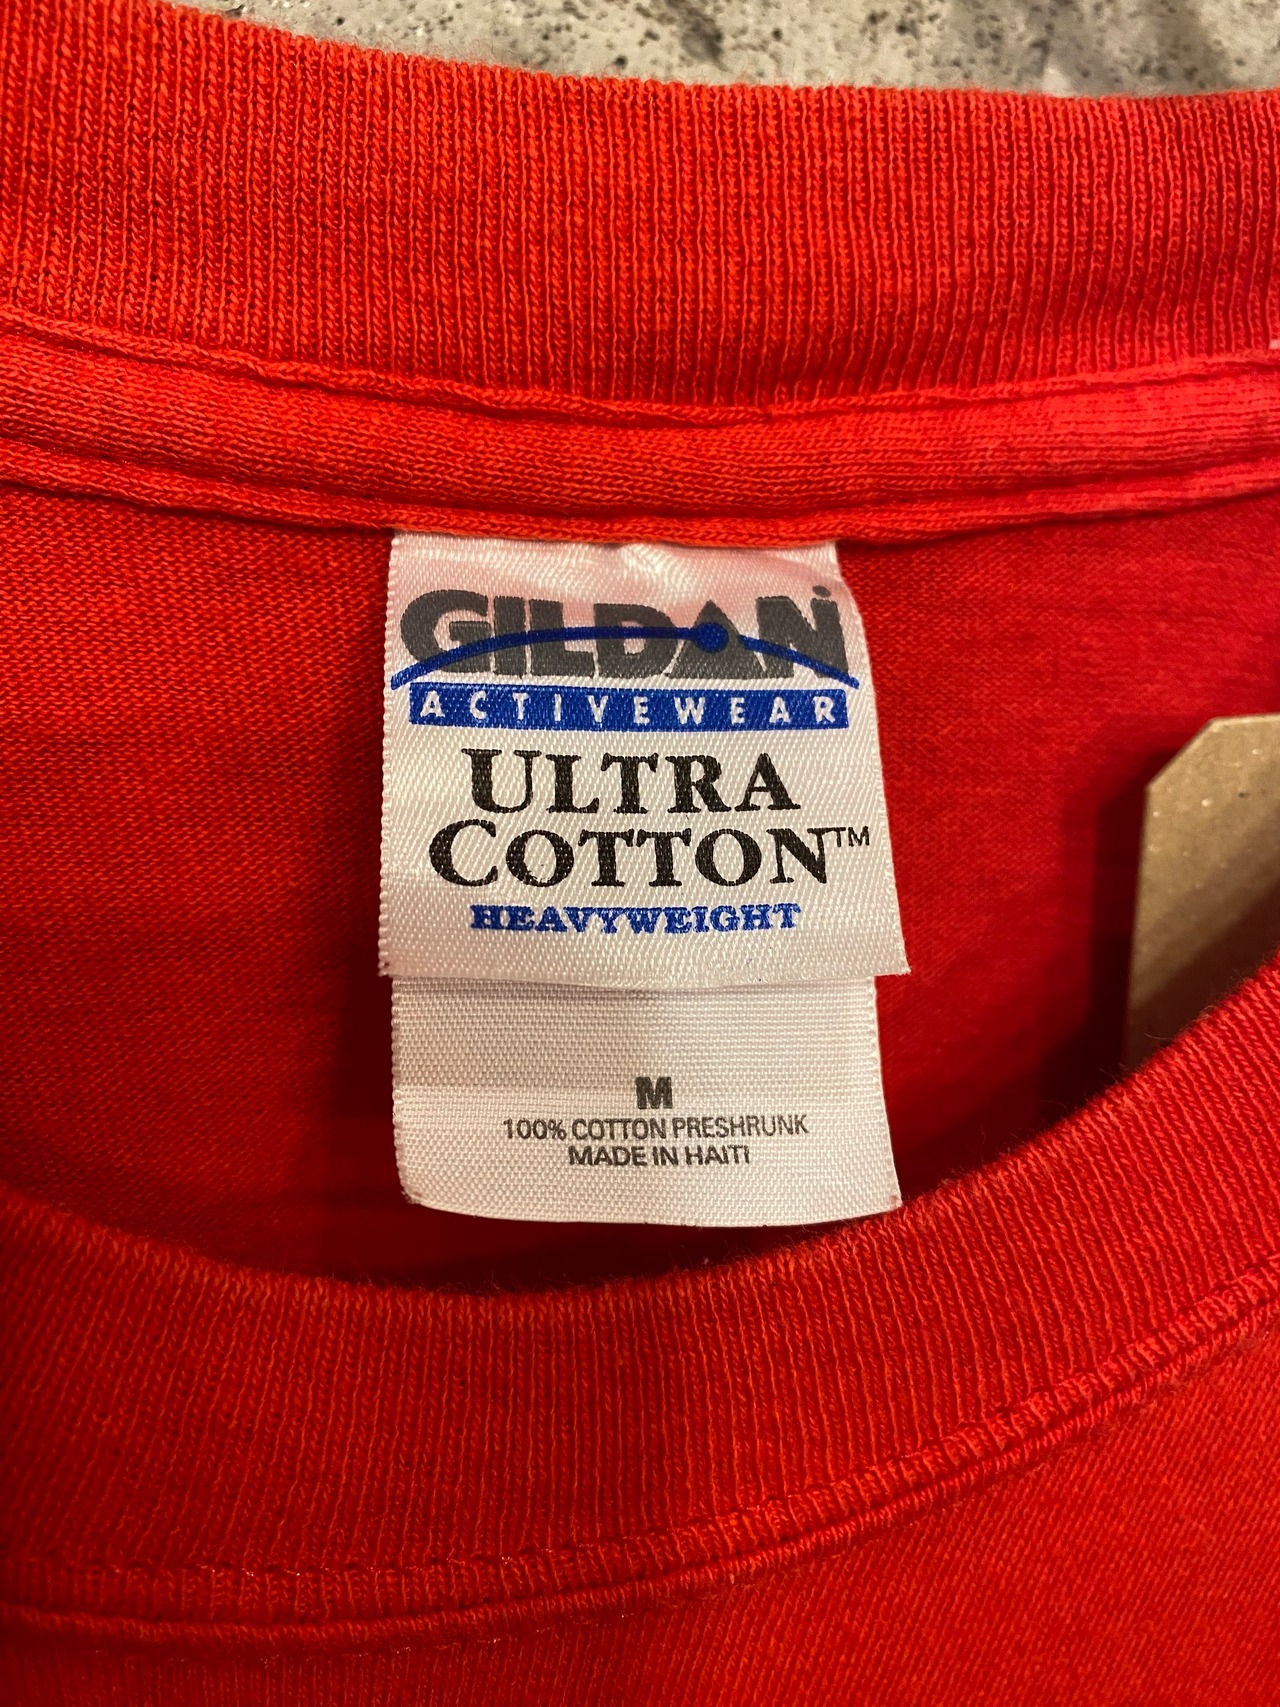 GILDAN
ACTIVEWEAR
ULTRA
COTTON™
HEAVYWEIGHT
M
100% COTTON PRESHRUNK
MADE IN HAITI